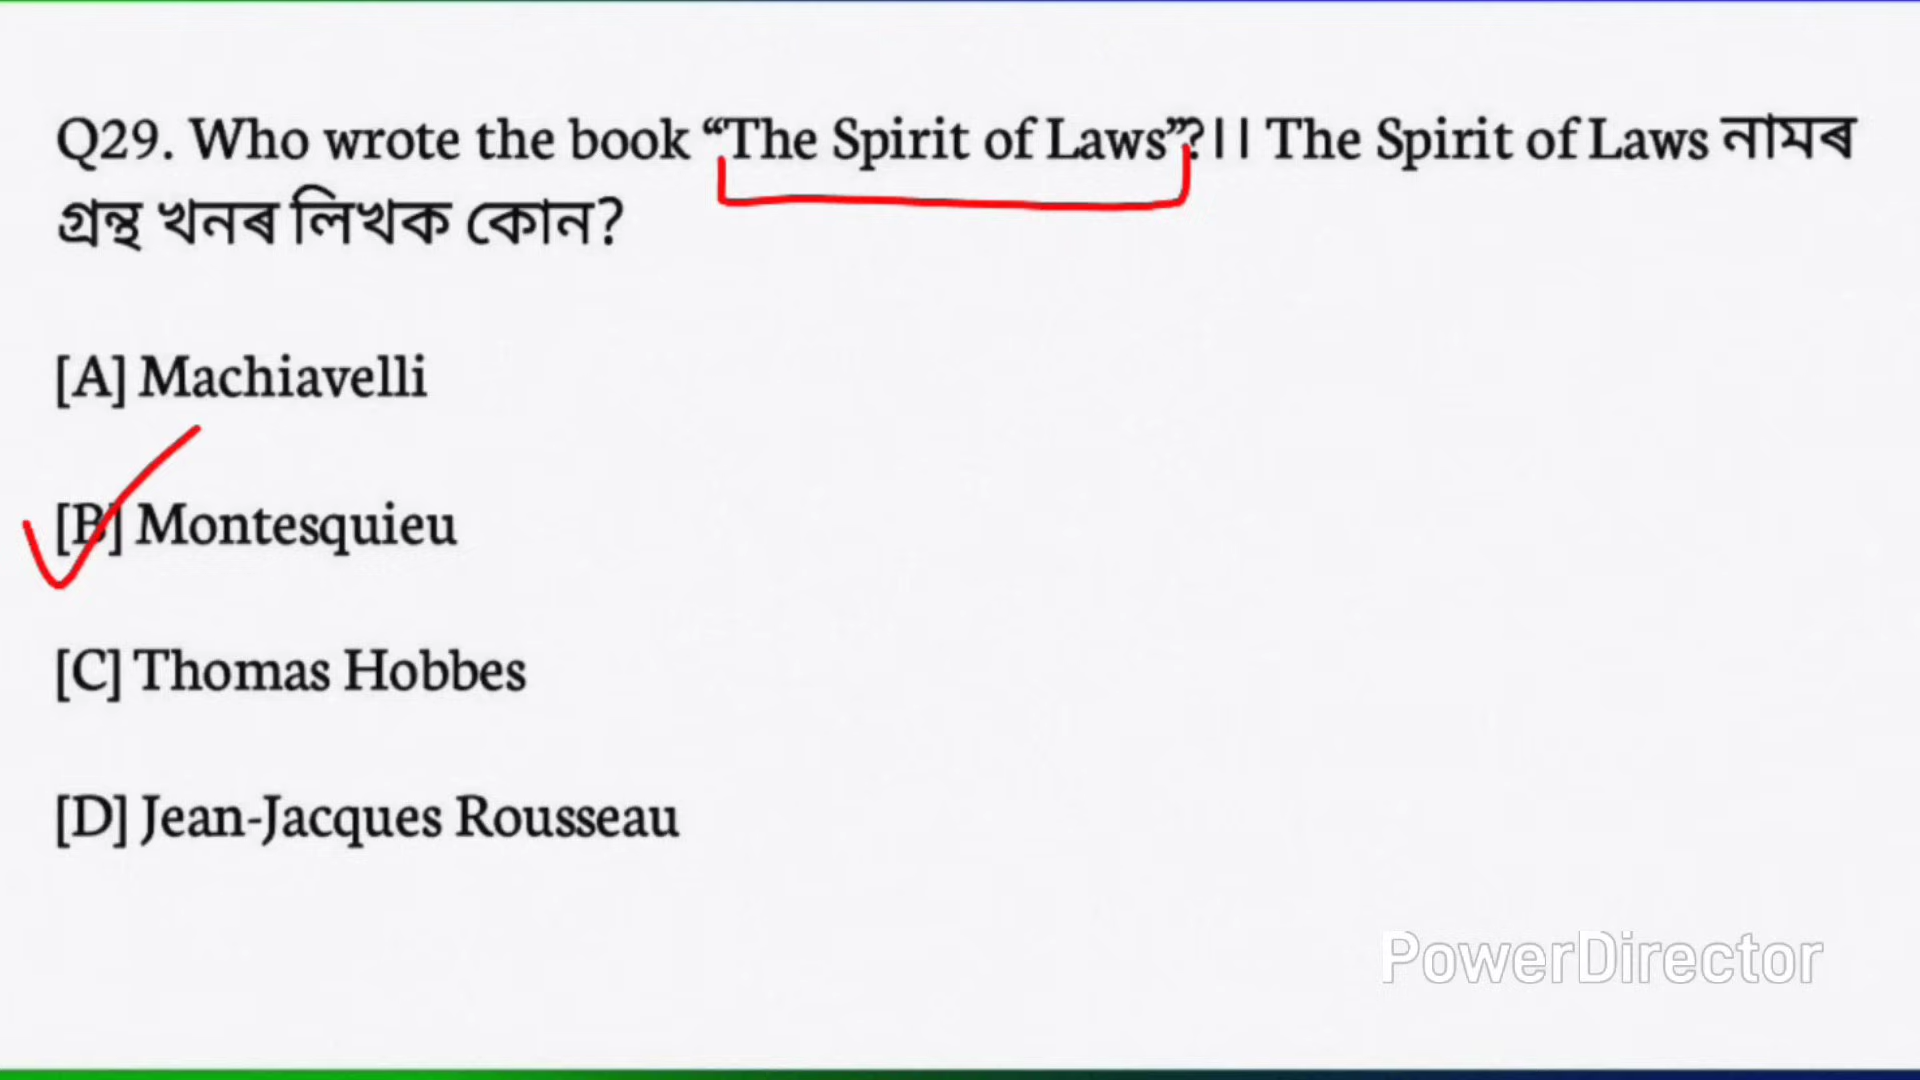 Q29. Who wrote the book “The Spirit of Laws”?।। The Spirit of Laws নামৰ
গ্ৰন্থ খনৰ লিখক কোন?
[A] Machiavelli
[B] Montesquieu
[C] Thomas Hobbes
[D] Jean-Jacques Rousseau
PowerDirector